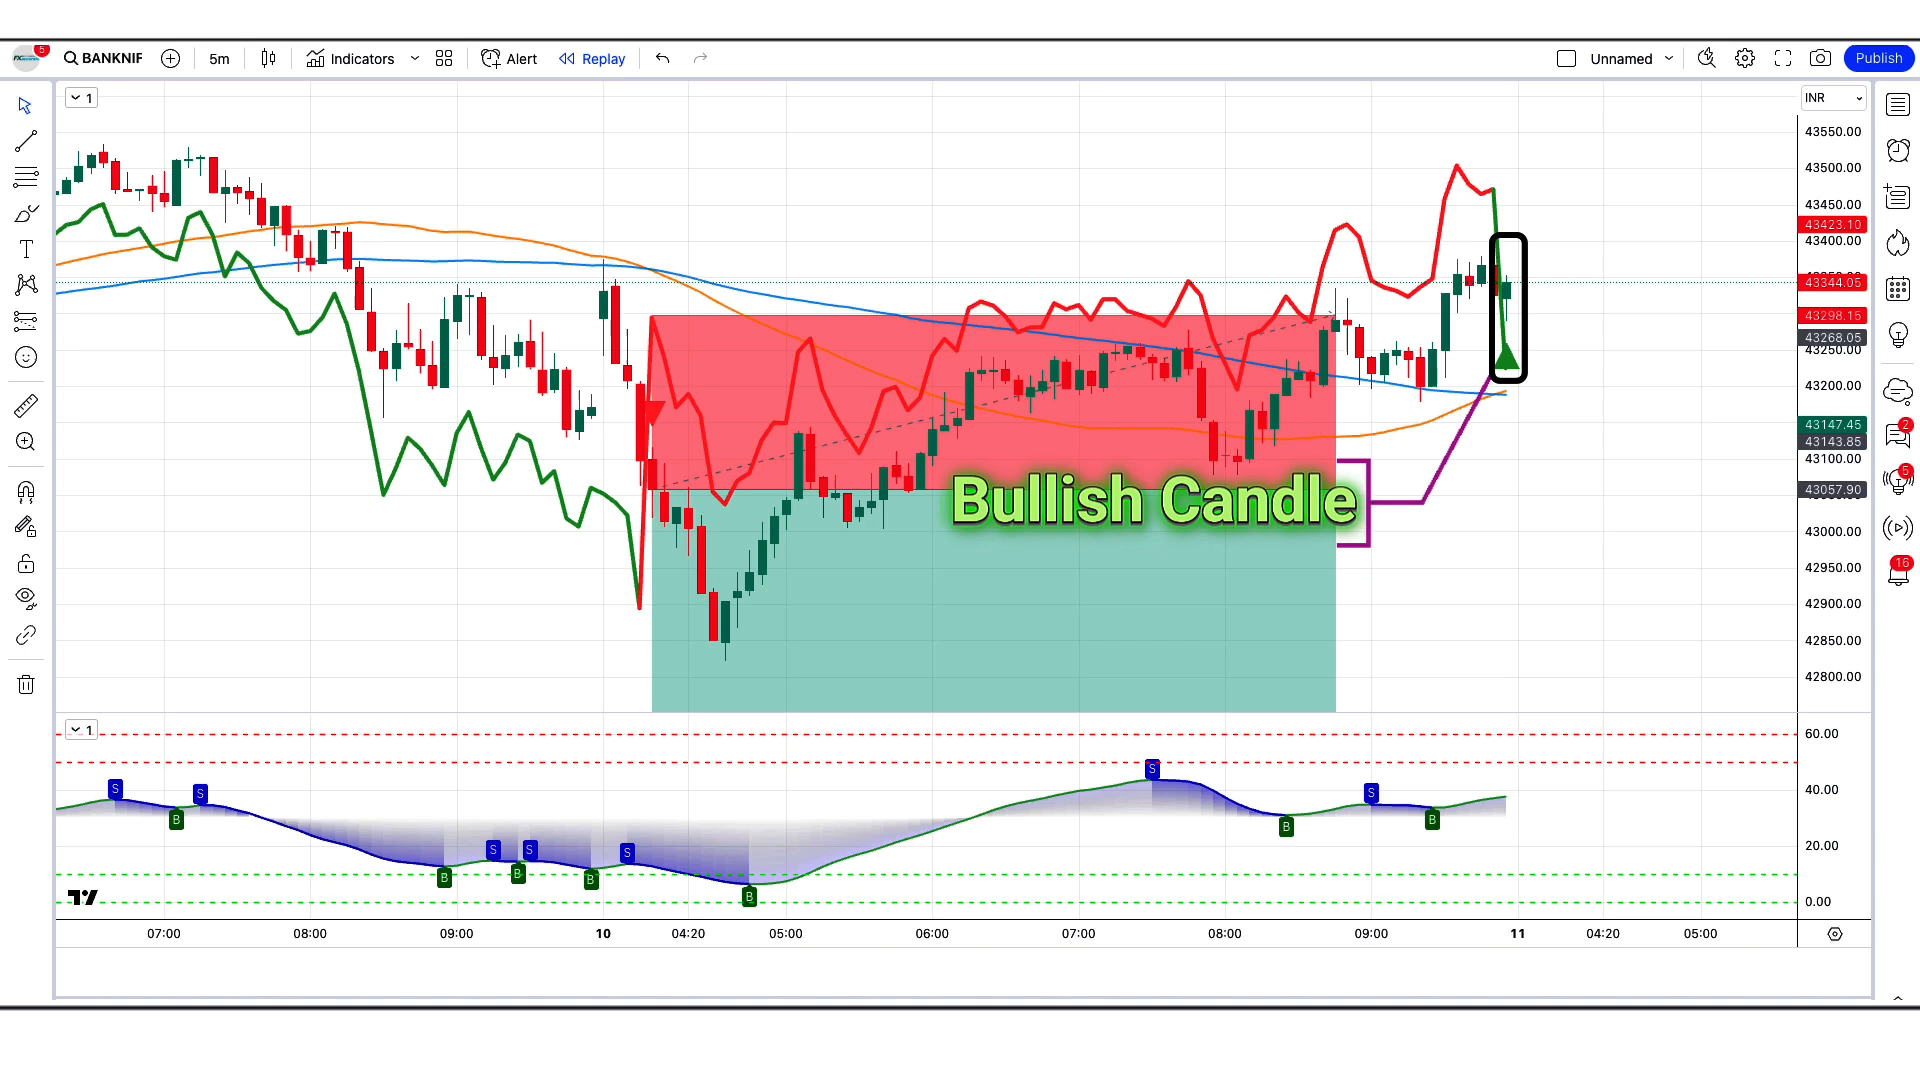 5
BANKNIF
5m
Indicators
Alert
Replay
Unnamed
Publish
1
INR
43550.00
43500.00
43450.00
43423.10
43400.00
43344.05
43298.15
43268.05
43250.00
43200.00
43147.45
43143.85
43100.00
43057.90
43000.00
42950.00
42900.00
42850.00
42800.00
Bullish Candle
2
5
16
1
60.00
40.00
20.00
0.00
S S S S S S S S
B B B B B B B
07:00 08:00 09:00 10 04:20 05:00 06:00 07:00 08:00 09:00 11 04:20 05:00